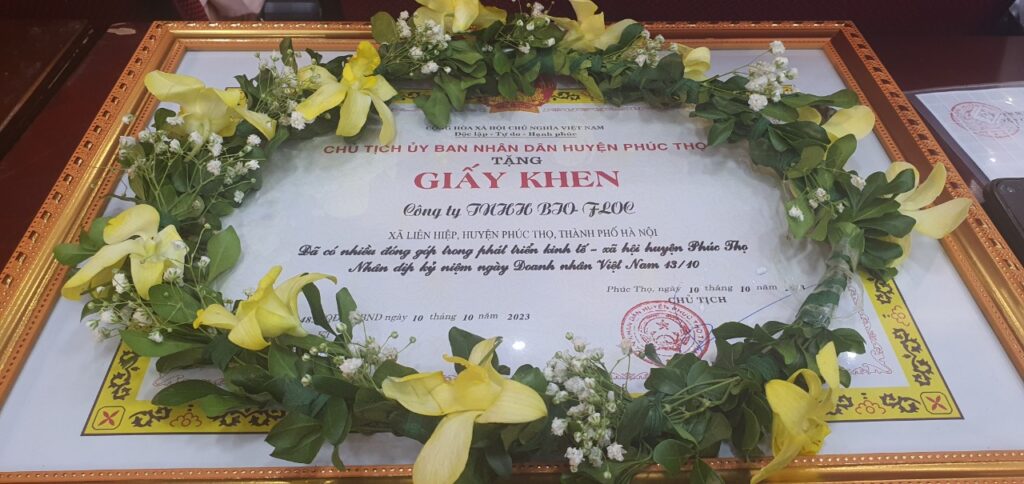 CỘNG HÒA XÃ HỘI CHỦ NGHĨA VIỆT NAM
Độc lập - Tự do - Hạnh phúc
CHỦ TỊCH ỦY BAN NHÂN DÂN HUYỆN PHÚC THỌ
TẶNG
GIẤY KHEN
Công ty TNHH BIO-FLOC
XÃ LIÊN HIỆP, HUYỆN PHÚC THỌ, THÀNH PHỐ HÀ NỘI
Đã có nhiều đóng góp trong phát triển kinh tế - xã hội huyện Phúc Thọ
Nhân dịp kỷ niệm ngày Doanh nhân Việt Nam 13/10
Phúc Thọ, ngày 10 tháng 10 năm
CHỦ TỊCH
ngày 10 tháng 10 năm 2023